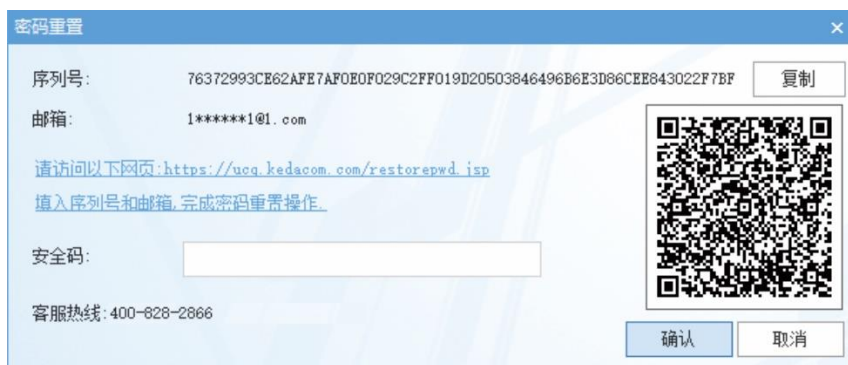 密码重置
序列号: 76372993CE62AFE7AF0E0F029C2FF019D20503846496B6E3D86CEE843022F7BF 复制
邮箱: 1******1@1.com
请访问以下网页:https://ucq.kedacom.com/restorepwd.jsp
填入序列号和邮箱,完成密码重置操作.
安全码:
客服热线:400-828-2866
确认 取消